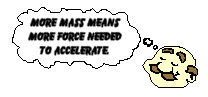 MORE MASS MEANS
MORE FORCE NEEDED
TO ACCELERATE.